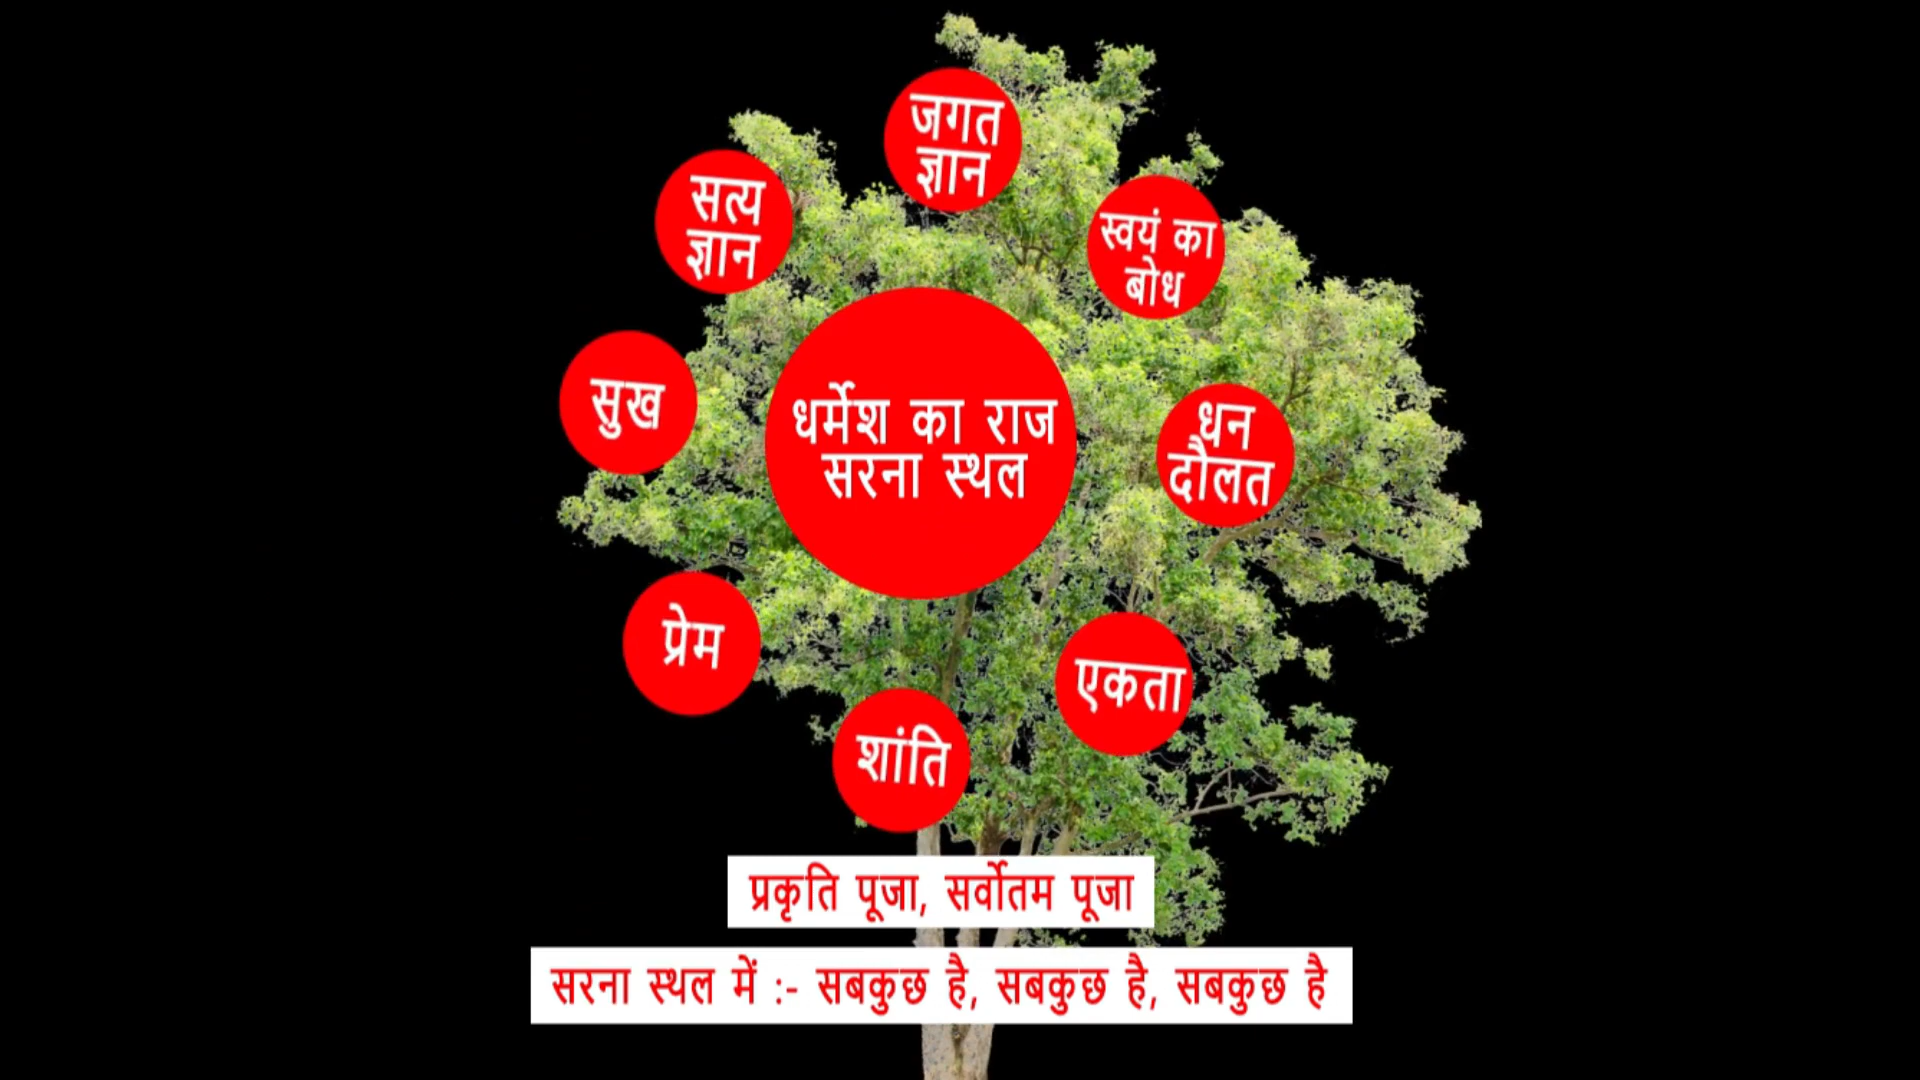 जगत
ज्ञान
सत्य
ज्ञान
स्वयं का
बोध
सुख
धर्मेश का राज
सरना स्थल
धन
दौलत
प्रेम
एकता
शांति
प्रकृति पूजा, सर्वोतम पूजा
सरना स्थल में :- सबकुछ है, सबकुछ है, सबकुछ है